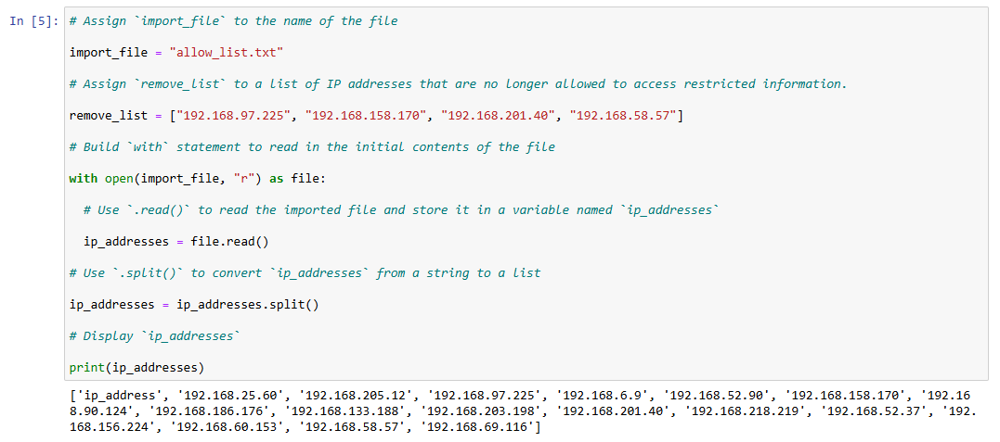 In [5]: # Assign `import_file` to the name of the file
import_file = "allow_list.txt"
# Assign `remove_list` to a list of IP addresses that are no longer allowed to access restricted information.
remove_list = ["192.168.97.225", "192.168.158.170", "192.168.201.40", "192.168.58.57"]
# Build `with` statement to read in the initial contents of the file
with open(import_file, "r") as file:
# Use `.read()` to read the imported file and store it in a variable named `ip_addresses`
ip_addresses = file.read()
# Use `.split()` to convert `ip_addresses` from a string to a list
ip_addresses = ip_addresses.split()
# Display `ip_addresses`
print(ip_addresses)
['ip_address', '192.168.25.60', '192.168.205.12', '192.168.97.225', '192.168.6.9', '192.168.52.90', '192.168.158.170', '192.16
8.90.124', '192.168.186.176', '192.168.133.188', '192.168.203.198', '192.168.201.40', '192.168.218.219', '192.168.52.37', '192.
168.156.224', '192.168.60.153', '192.168.58.57', '192.168.69.116']